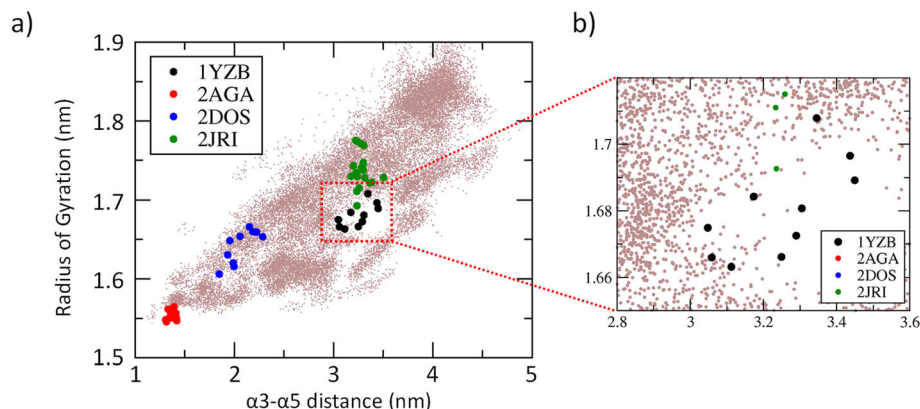 a)
1.9
1.8
1.7
1.6
1.5
Radius of Gyration (nm)
1YZB
2AGA
2DOS
2JRI
1
2
3
4
5
α3-α5 distance (nm)
b)
1.7
1.68
1.66
1YZB
2AGA
2DOS
2JRI
2.8
3
3.2
3.4
3.6